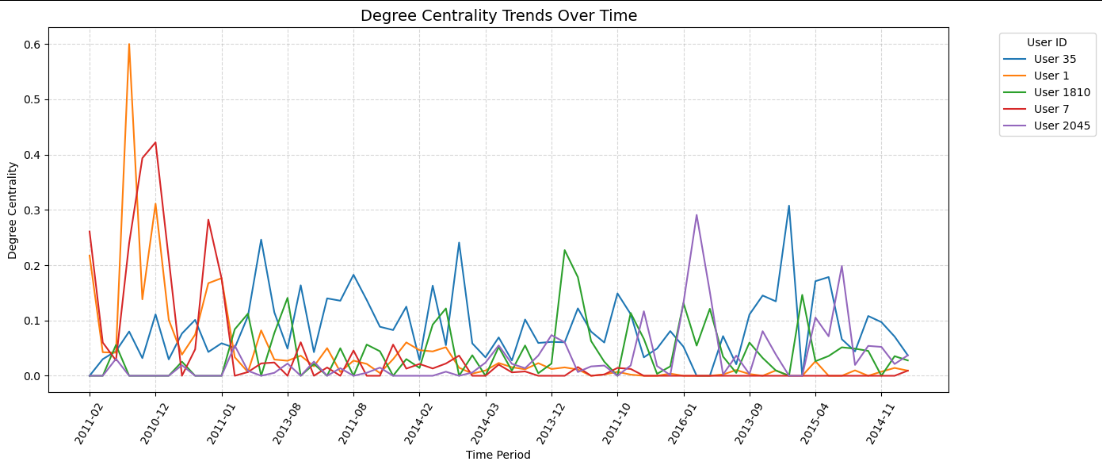 Degree Centrality Trends Over Time
User ID
User 35
User 1
User 1810
User 7
User 2045
Degree Centrality
0.6
0.5
0.4
0.3
0.2
0.1
0.0
2011-02
2010-12
2011-01
2013-08
2011-08
2014-02
2014-03
2013-12
2011-10
2016-01
2013-09
2015-04
2014-11
Time Period